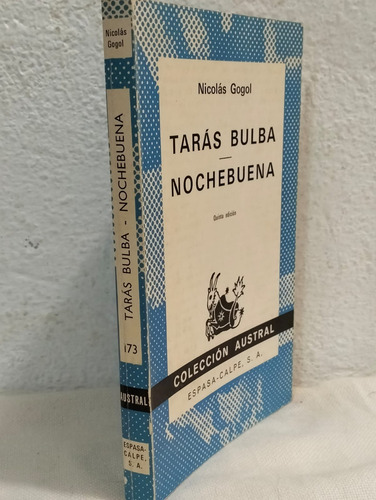 Nicolás
Gogol
TARÁS BULBA - NOCHEBUENA
173
AUSTRAL
ESPASA-
CALPE,
S. A.
Nicolás Gogol
TARÁS BULBA
NOCHEBUENA
Quinta edición
COLECCIÓN AUSTRAL
ESPASA-CALPE, S. A.